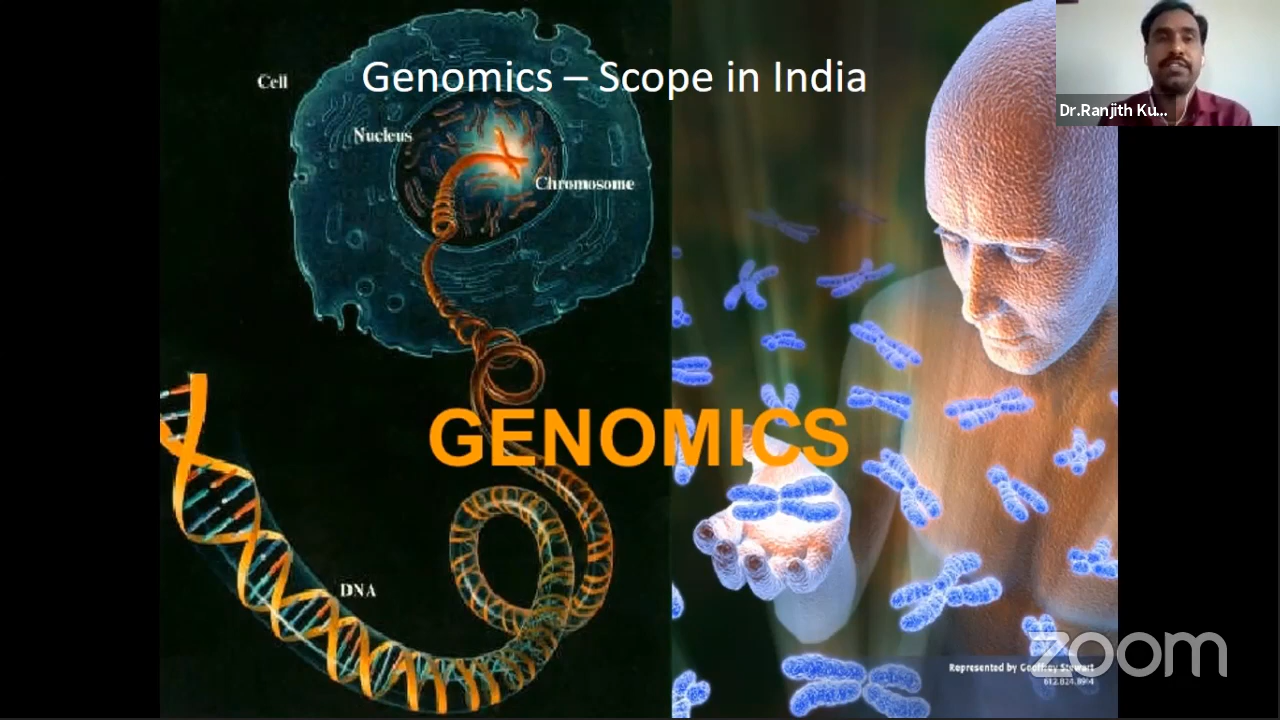 Genomics – Scope in India
Cell
Nucleus
Chromosome
GENOMICS
DNA
Dr.Ranjith Ku...
Represented by Geoffrey Stewart
zoom